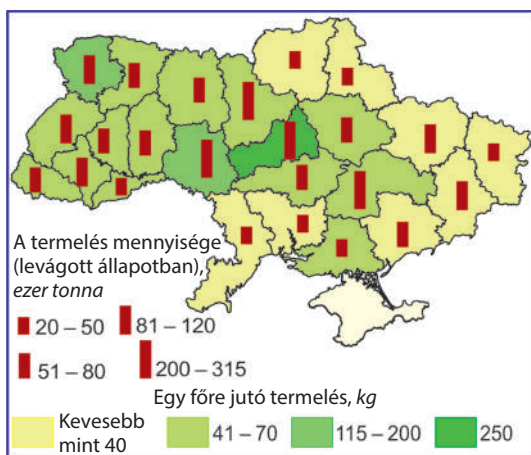 A termelés mennyisége
(levágott állapotban),
ezer tonna
20 – 50
81 – 120
51 – 80
200 – 315
Egy főre jutó termelés, kg
Kevesebb
mint 40
41 – 70
115 – 200
250